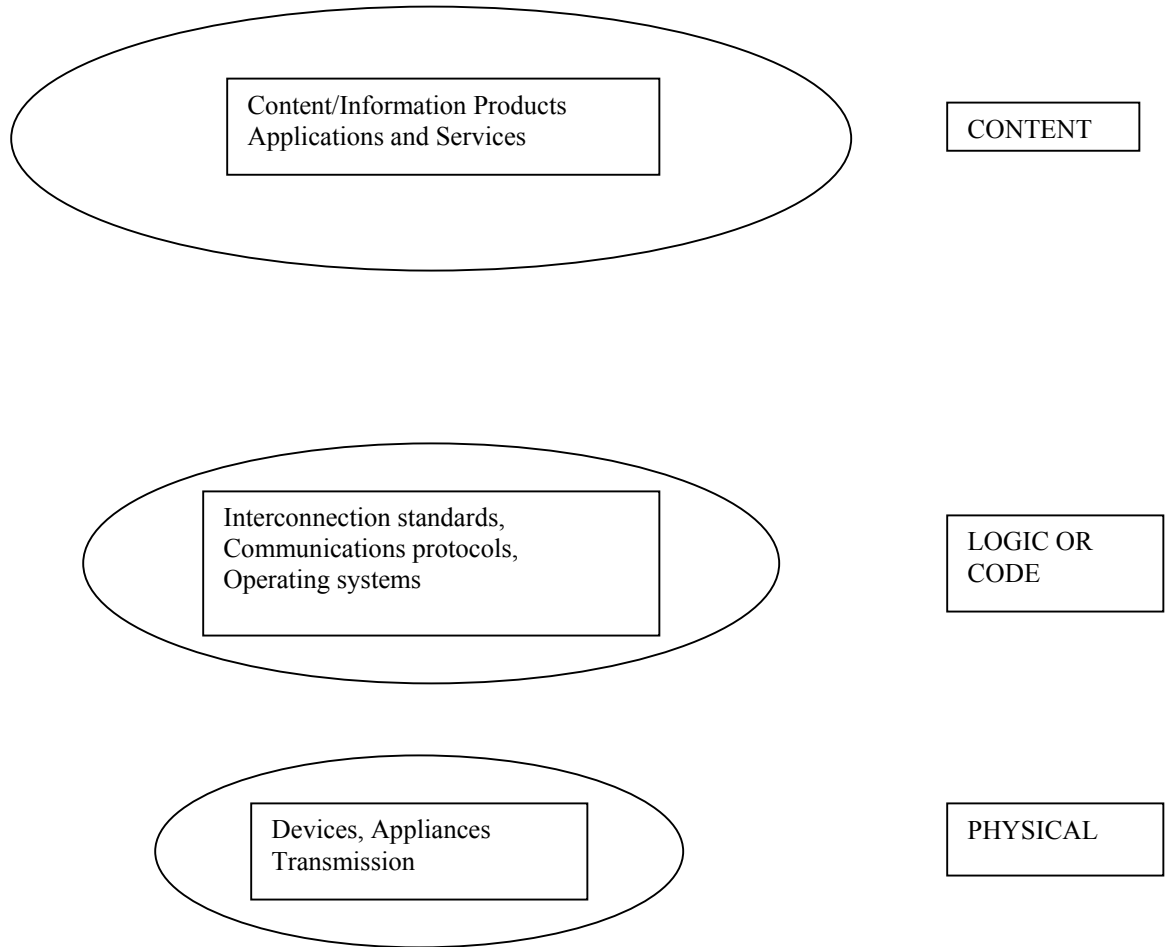 Content/Information Products
Applications and Services
CONTENT
Interconnection standards,
Communications protocols,
Operating systems
LOGIC OR
CODE
Devices, Appliances
Transmission
PHYSICAL